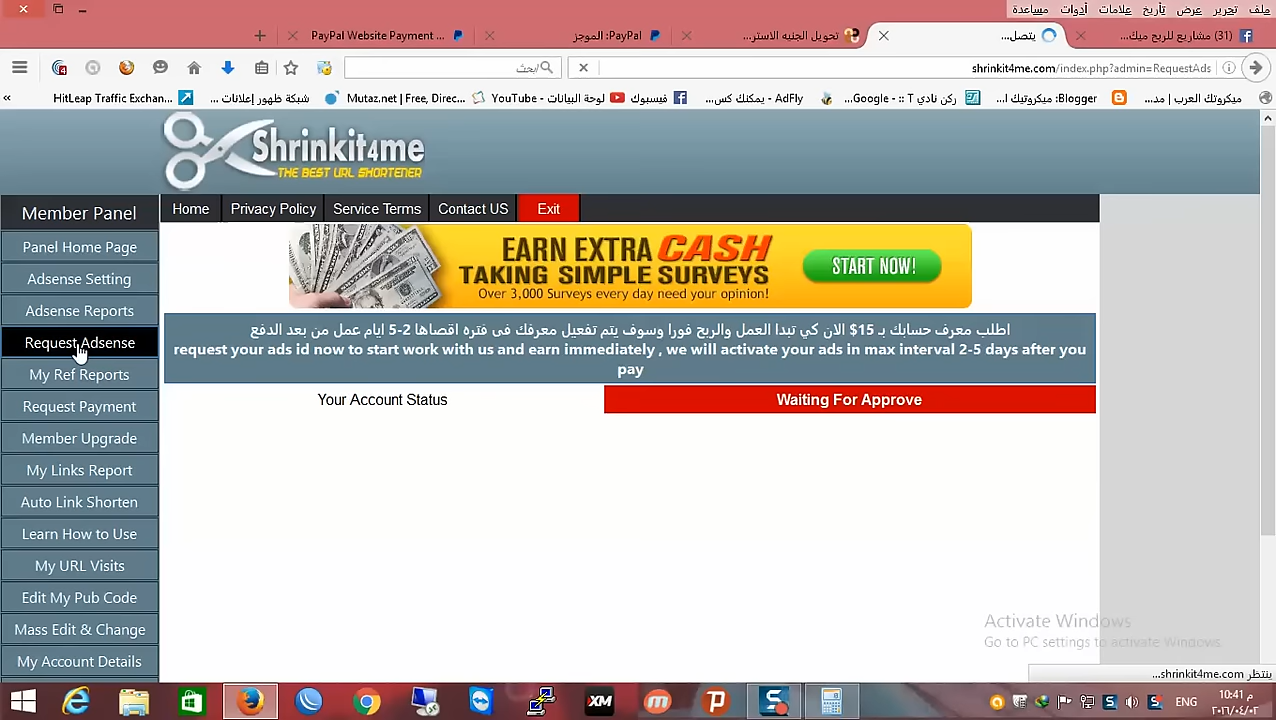 ملف تحرير عرض تأريخ علامات أدوات مساعدة
(31) مشاريع للربح ميك...
يتصل...
تحويل الجنيه الاستر...
PayPal: الموجز
PayPal Website Payment ...
shrinkit4me.com/index.php?admin=RequestAds
ابحث
ميكروتك العرب | مد...
Blogger: ميكروتيك ا...
ركن نادي Google - :: T...
AdFly - يمكنك كس...
فيسبوك
لوحة البيانات - YouTube
Mutaz.net | Free, Direc...
شبكة ظهور إعلانات ...
HitLeap Traffic Exchan...
Shrinkit4me
THE BEST URL SHORTENER
Member Panel
Home
Privacy Policy
Service Terms
Contact US
Exit
Panel Home Page
Adsense Setting
Adsense Reports
Request Adsense
My Ref Reports
Request Payment
Member Upgrade
My Links Report
Auto Link Shorten
Learn How to Use
My URL Visits
Edit My Pub Code
Mass Edit & Change
My Account Details
EARN EXTRA CASH
TAKING SIMPLE SURVEYS
Over 3,000 Surveys every day need your opinion!
START NOW!
اطلب معرف حسابك بـ 15$ الان كي تبدا العمل والربح فورا وسوف يتم تفعيل معرفك فى فترة اقصاها 2-5 ايام عمل من بعد الدفع
request your ads id now to start work with us and earn immediately , we will activate your ads in max interval 2-5 days after you
pay
Your Account Status
Waiting For Approve
Activate Windows
Go to PC settings to activate Windows.
ينتظر shrinkit4me.com...
XM
ENG
10:41 م